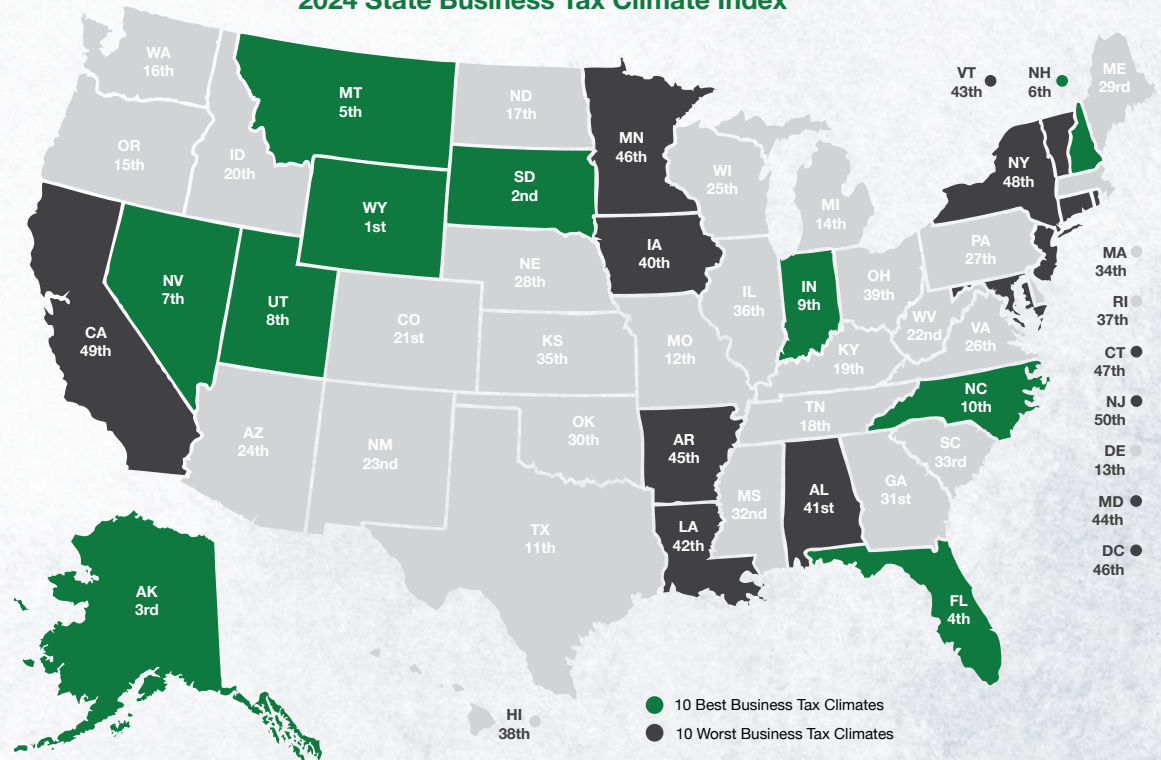 2024 State Business Tax Climate Index
WA
16th
MT
5th
ND
17th
MN
46th
VT
43th
NH
6th
ME
29rd
OR
15th
ID
20th
WY
1st
SD
2nd
WI
25th
MI
14th
NY
48th
CA
49th
NV
7th
UT
8th
CO
21st
NE
28th
IA
40th
IL
36th
IN
9th
OH
39th
PA
27th
WV
22nd
VA
26th
KY
19th
KS
35th
MO
12th
MA
34th
RI
37th
CT
47th
NJ
50th
DE
13th
MD
44th
DC
46th
AZ
24th
NM
23nd
OK
30th
AR
45th
TN
18th
NC
10th
SC
33rd
TX
11th
LA
42th
MS
32nd
AL
41st
GA
31st
FL
4th
AK
3rd
HI
38th
10 Best Business Tax Climates
10 Worst Business Tax Climates